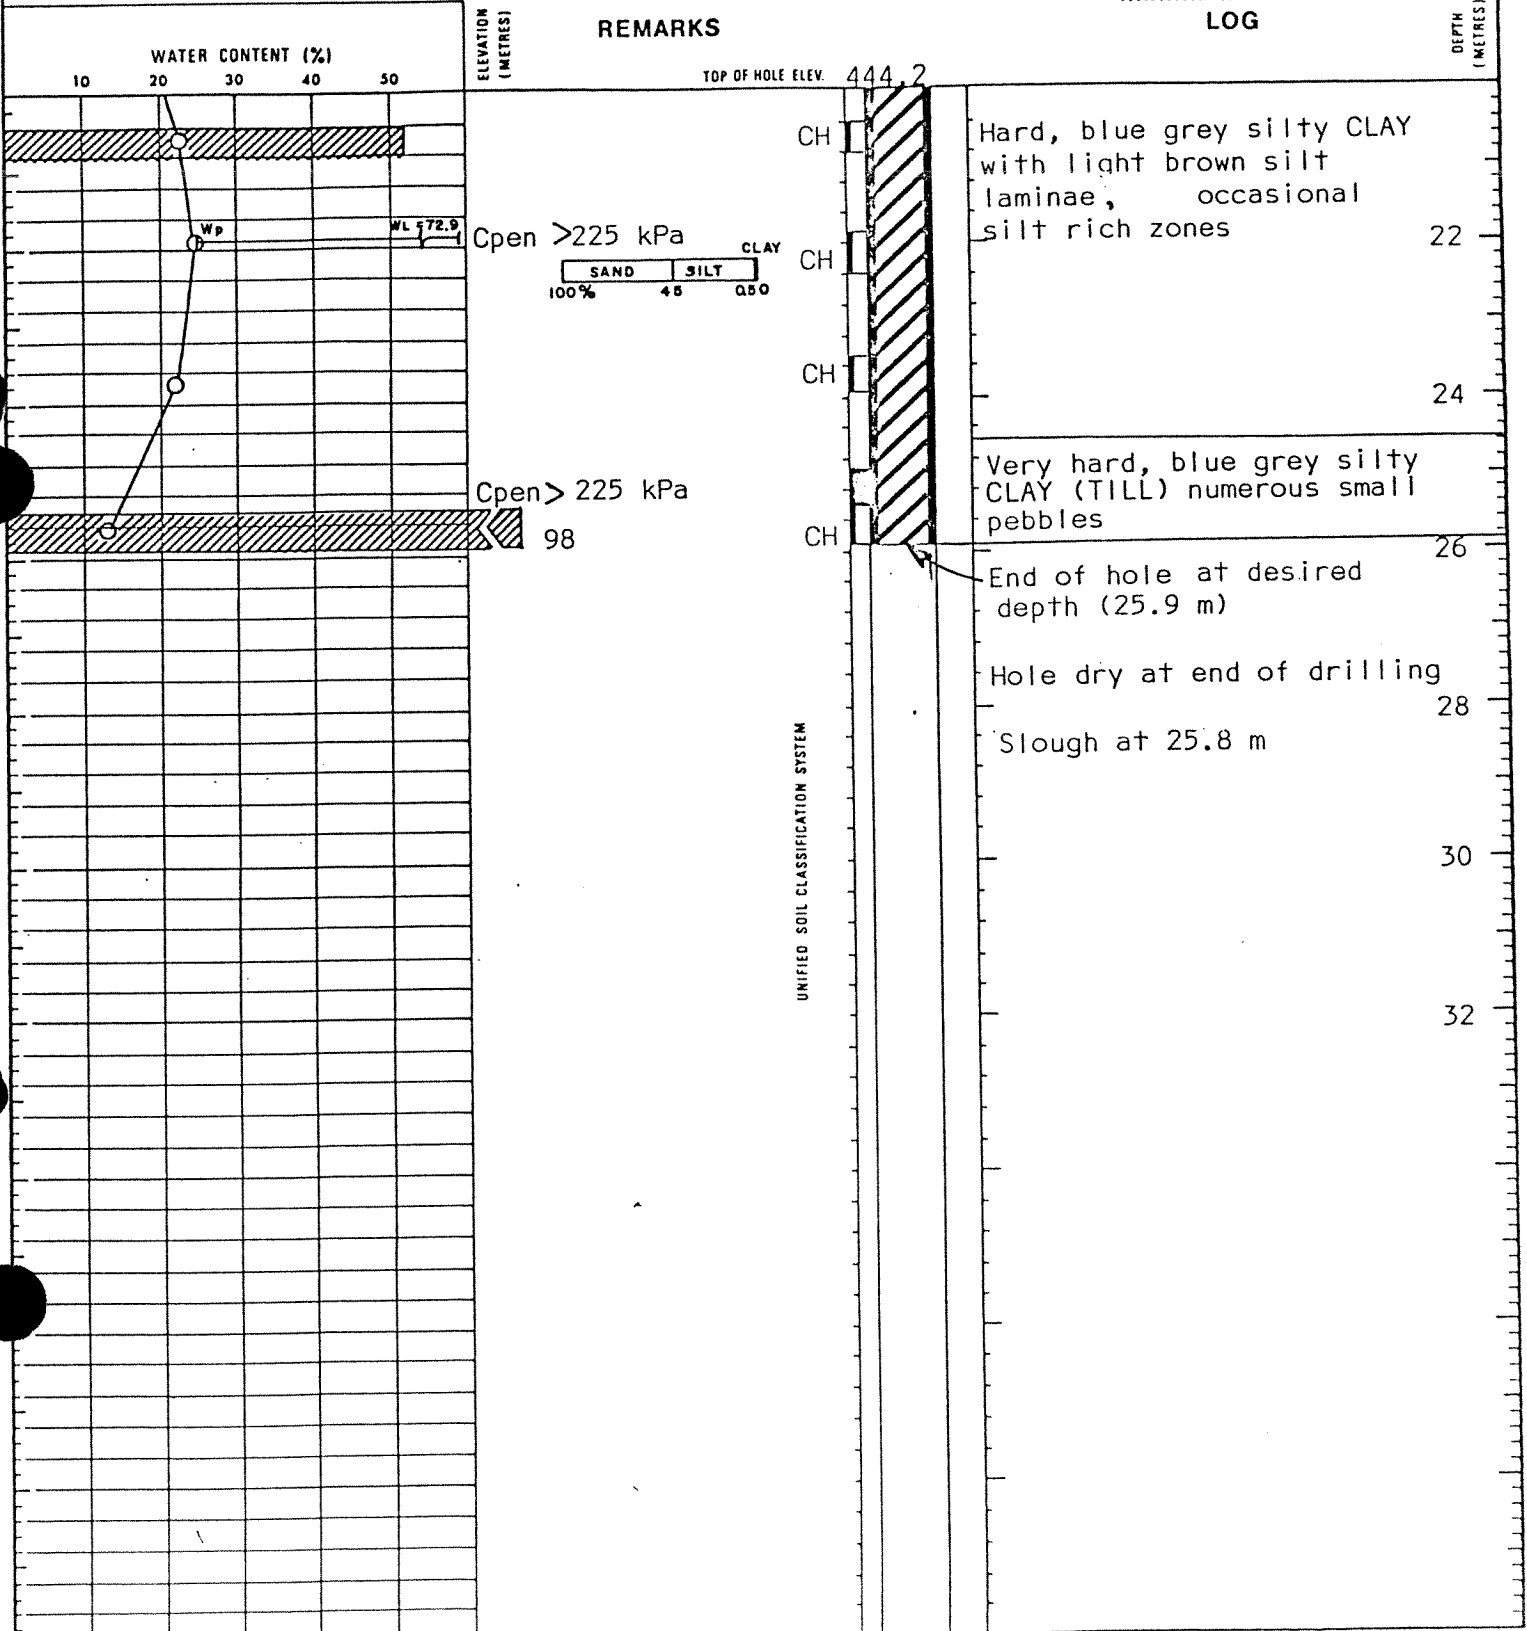 WATER CONTENT (%)
10 20 30 40 50
ELEVATION
(METRES)
REMARKS
TOP OF HOLE ELEV. 444.2
LOG
DEPTH
(METRES)
CH
Hard, blue grey silty CLAY
with light brown silt
laminae, occasional
silt rich zones
22
Wp
WL =72.9
Cpen >225 kPa
CLAY
SAND SILT
100% 45 0.50
CH
CH
24
Very hard, blue grey silty
CLAY (TILL) numerous small
pebbles
Cpen> 225 kPa
98
CH
26
End of hole at desired
depth (25.9 m)
Hole dry at end of drilling
28
Slough at 25.8 m
UNIFIED SOIL CLASSIFICATION SYSTEM
30
32